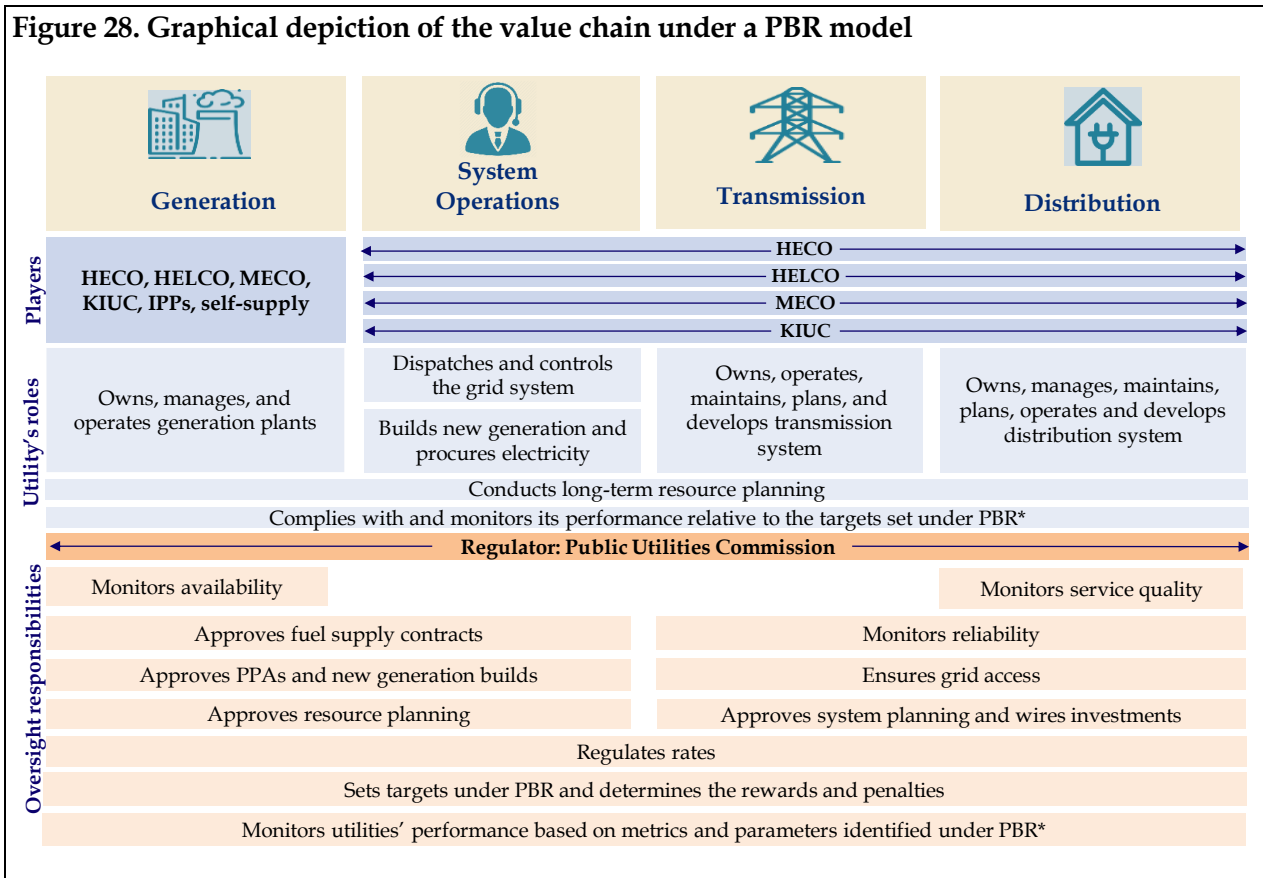 Figure 28. Graphical depiction of the value chain under a PBR model
Generation
System
Operations
Transmission
Distribution
Players
HECO, HELCO, MECO,
KIUC, IPPs, self-supply
HECO
HELCO
MECO
KIUC
Utility's roles
Owns, manages, and
operates generation plants
Dispatches and controls
the grid system
Builds new generation and
procures electricity
Owns, operates,
maintains, plans, and
develops transmission
system
Owns, manages, maintains,
plans, operates and develops
distribution system
Conducts long-term resource planning
Complies with and monitors its performance relative to the targets set under PBR*
Regulator: Public Utilities Commission
Oversight responsibilities
Monitors availability
Monitors service quality
Approves fuel supply contracts
Monitors reliability
Approves PPAs and new generation builds
Ensures grid access
Approves resource planning
Approves system planning and wires investments
Regulates rates
Sets targets under PBR and determines the rewards and penalties
Monitors utilities' performance based on metrics and parameters identified under PBR*